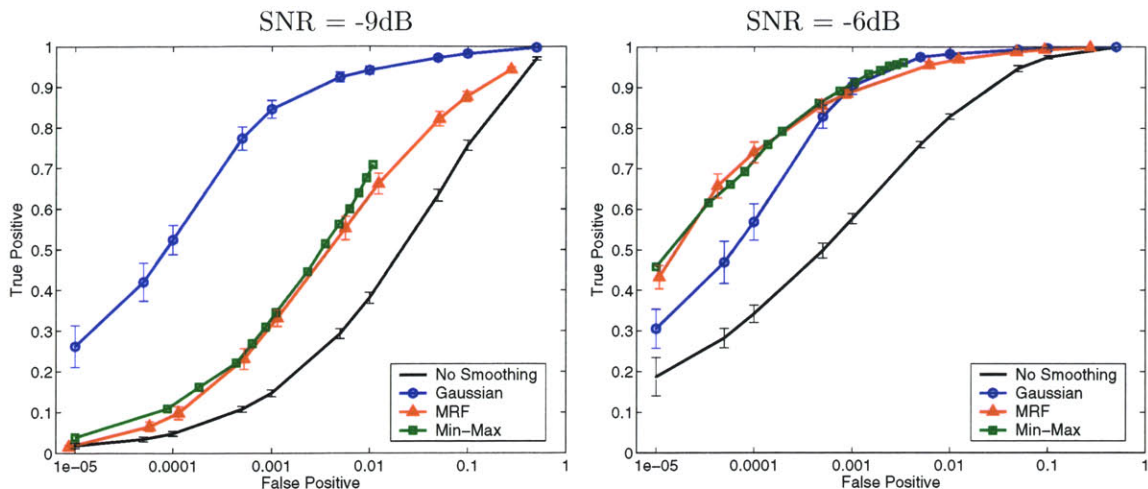 SNR = -9dB
True Positive
1
0.9
0.8
0.7
0.6
0.5
0.4
0.3
0.2
0.1
0
1e-05 0.0001 0.001 0.01 0.1 1
False Positive
No Smoothing
Gaussian
MRF
Min-Max
SNR = -6dB
True Positive
1
0.9
0.8
0.7
0.6
0.5
0.4
0.3
0.2
0.1
0
1e-05 0.0001 0.001 0.01 0.1 1
False Positive
No Smoothing
Gaussian
MRF
Min-Max